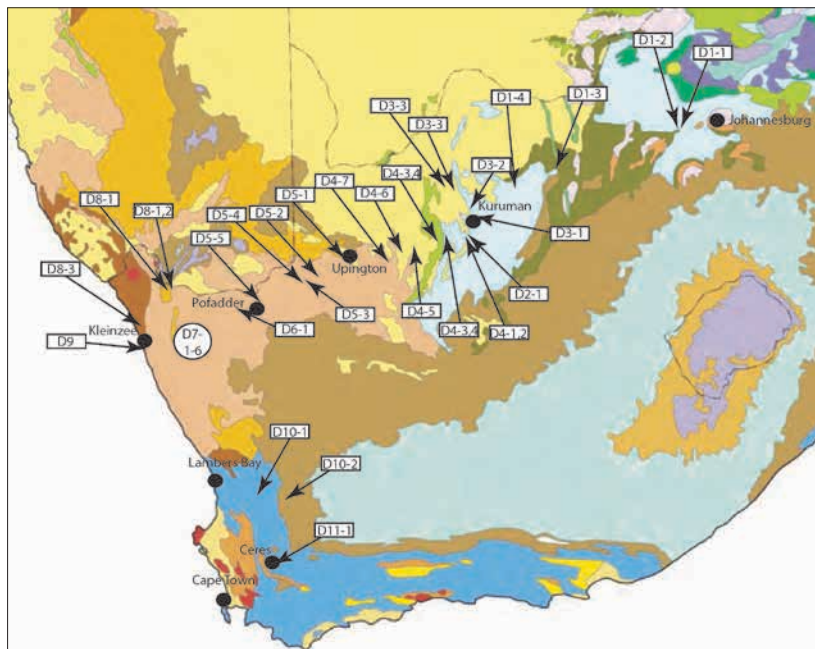 D1-2
D1-1
Johannesburg
D1-4
D1-3
D3-3
D3-3
D3-2
D4-3,4
Kuruman
D4-7
D4-6
D5-1
D5-2
D5-4
D5-5
D8-1
D8-1,2
D3-1
Upington
D8-3
Pofadder
D4-5
D2-1
D6-1
D5-3
D4-3,4
D4-1,2
Kleinzee
D9
D7-
1-6
D10-1
Lambers Bay
D10-2
D11-1
Ceres
Cape Town